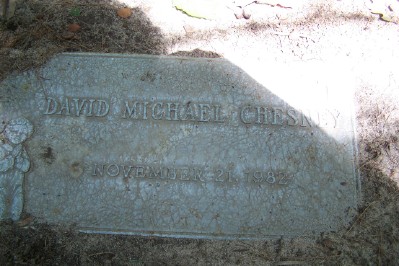 DAVID MICHAEL CHESNEY
NOVEMBER 21, 1982